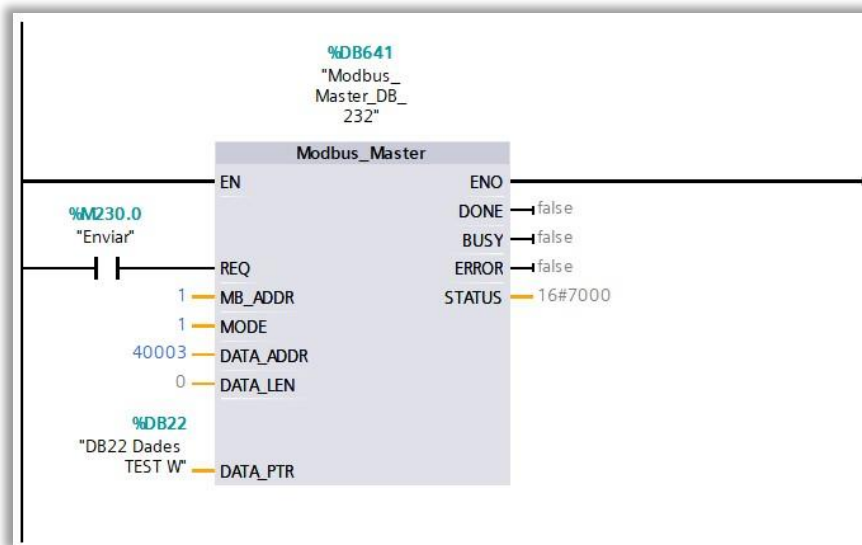 %DB641
"Modbus_
Master_DB_
232"
Modbus_Master
EN ENO
DONE false
%M230.0
"Enviar"
BUSY false
REQ ERROR false
1 MB_ADDR STATUS 16#7000
1 MODE
40003 DATA_ADDR
0 DATA_LEN
%DB22
"DB22 Dades
TEST W" DATA_PTR